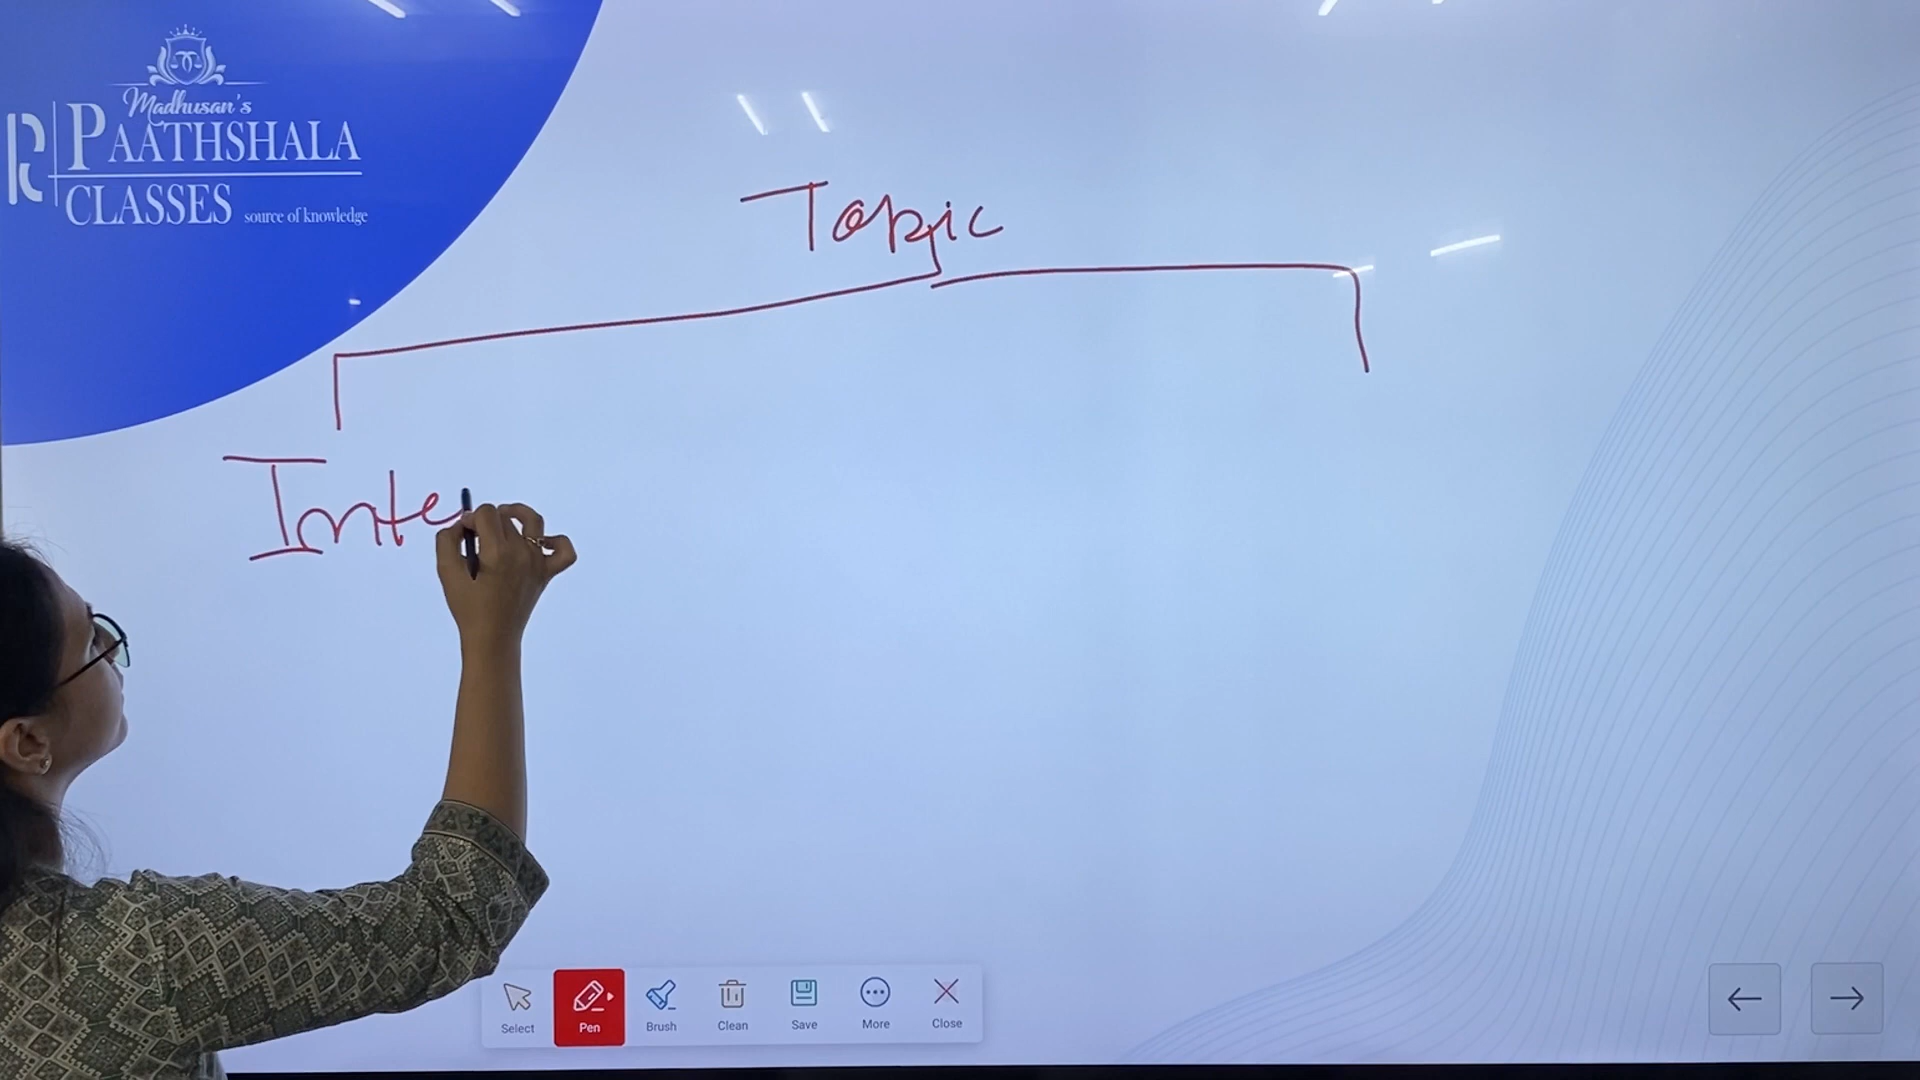 Madhusan's
PAATHSHALA
CLASSES source of knowledge
Topic
Inte
Select
Pen
Brush
Clean
Save
More
Close